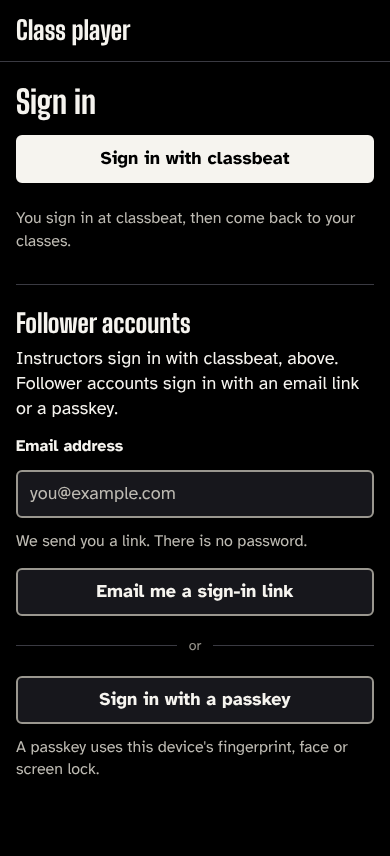 Class player
Sign in
Sign in with classbeat
You sign in at classbeat, then come back to your
classes.
Follower accounts
Instructors sign in with classbeat, above.
Follower accounts sign in with an email link
or a passkey.
Email address
you@example.com
We send you a link. There is no password.
Email me a sign-in link
or
Sign in with a passkey
A passkey uses this device's fingerprint, face or
screen lock.